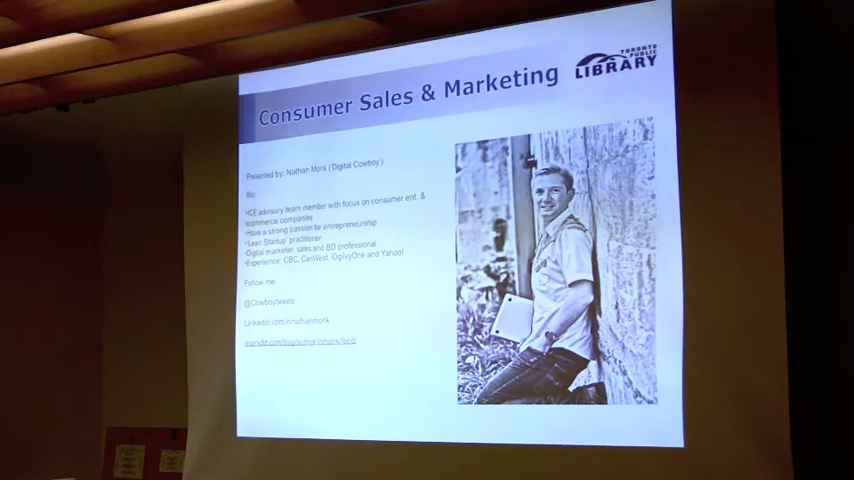 Consumer Sales & Marketing
TORONTO
PUBLIC
LIBRARY
Presented by: Nathan Monk ('Digital Cowboy')
Bio:
•ICE advisory team member with focus on consumer ent. &
ecommerce companies
•Have a strong passion for entrepreneurship
•'Lean Startup' practitioner
•Digital marketer, sales and BD professional
•Experience: CBC, CanWest, OgilvyOne and Yahoo!
Follow me:
@Cowboytweets
Linkedin.com/in/nathanmonk
marsdd.com/blog/author/nmonk/feed/